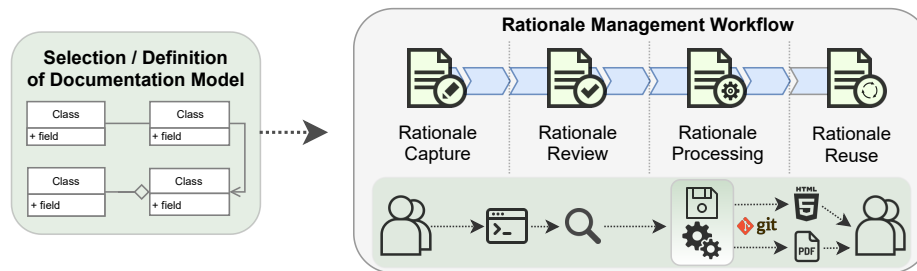 Selection / Definition
of Documentation Model
Class
+ field
Class
+ field
Class
+ field
Class
+ field
Rationale Management Workflow
Rationale
Capture
Rationale
Review
Rationale
Processing
Rationale
Reuse
>_
git
HTML
5
PDF